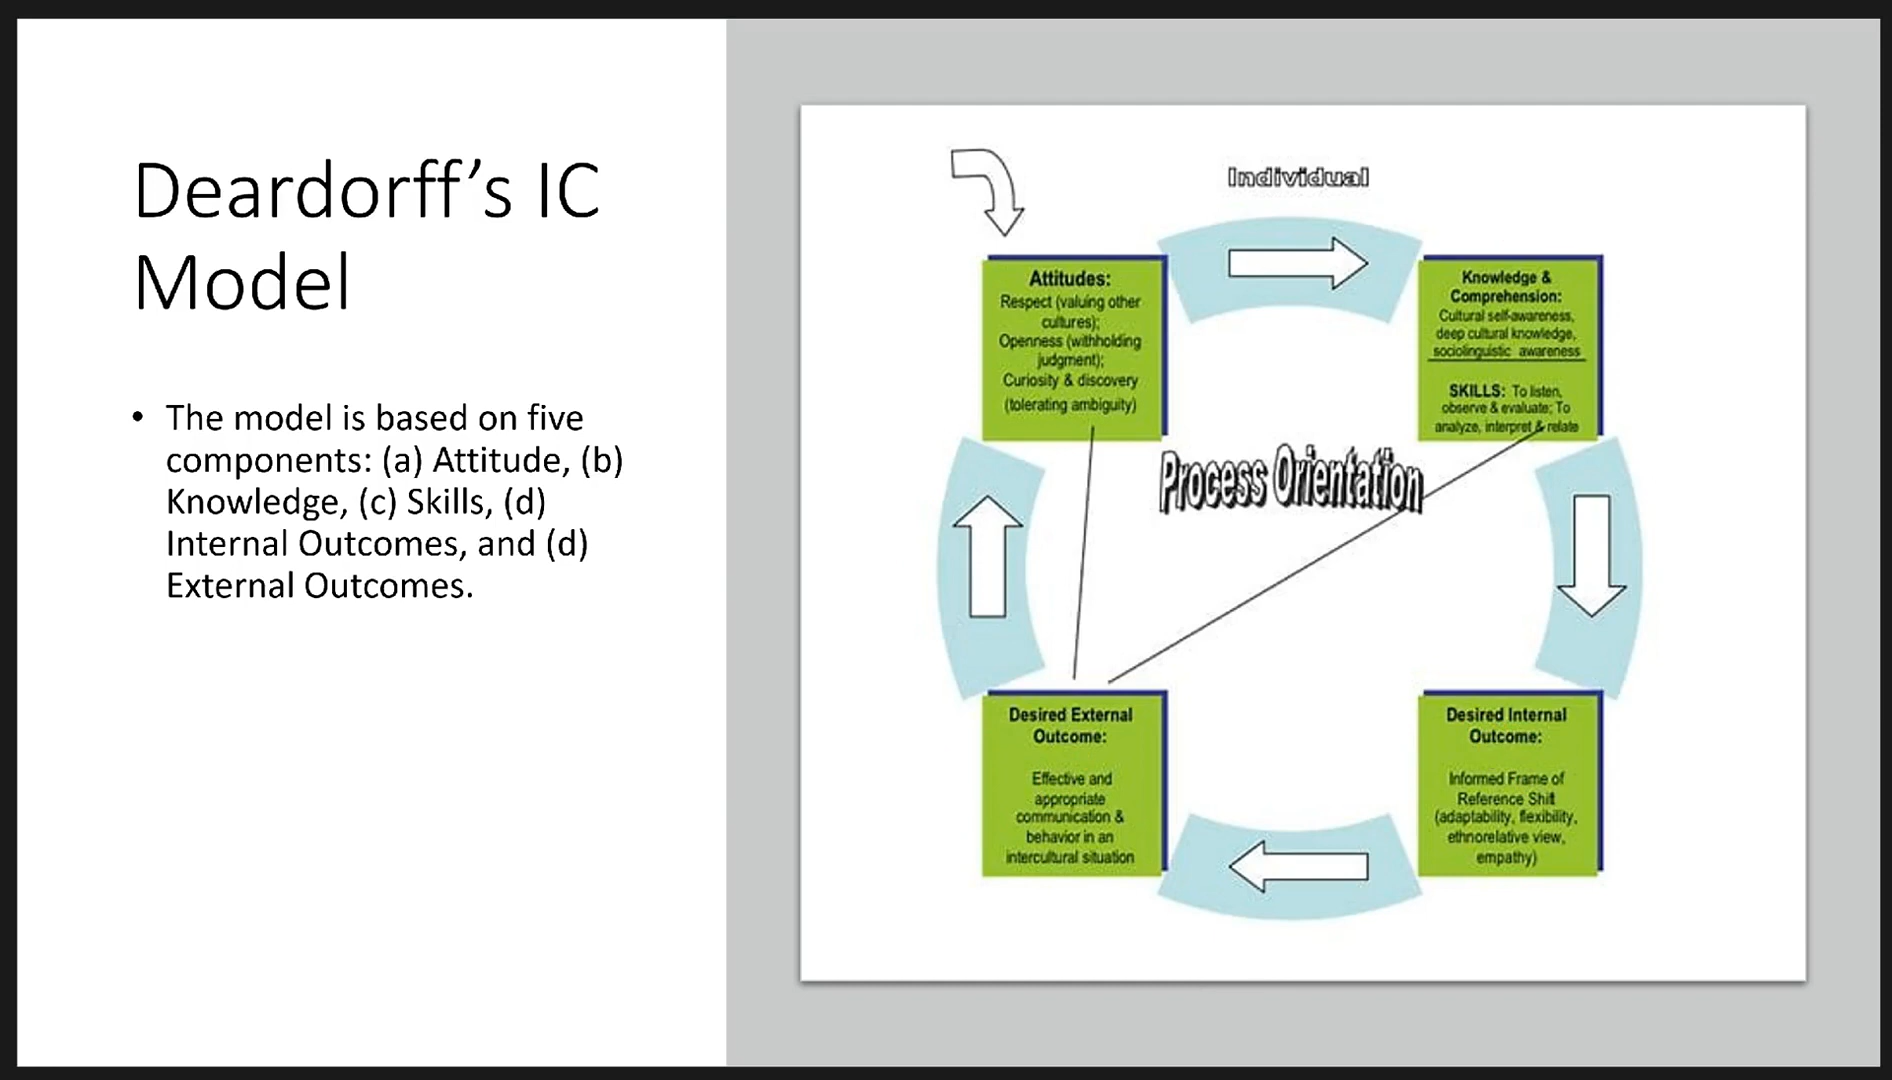 Deardorff’s IC
Model
• The model is based on five
components: (a) Attitude, (b)
Knowledge, (c) Skills, (d)
Internal Outcomes, and (d)
External Outcomes.
Individual
Attitudes:
Respect (valuing other
cultures);
Openness (withholding
judgment);
Curiosity & discovery
(tolerating ambiguity)
Knowledge &
Comprehension:
Cultural self-awareness,
deep cultural knowledge,
sociolinguistic awareness
SKILLS: To listen,
observe & evaluate; To
analyze, interpret & relate
Process Orientation
Desired External
Outcome:
Effective and
appropriate
communication &
behavior in an
intercultural situation
Desired Internal
Outcome:
Informed Frame of
Reference Shift
(adaptability, flexibility,
ethnorelative view,
empathy)